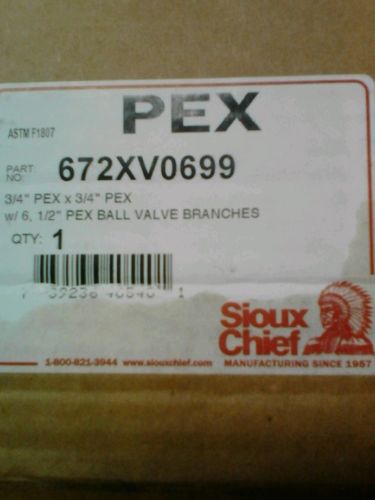 PEX
ASTM F1807
PART NO: 672XV0699
3/4" PEX x 3/4" PEX
w/ 6, 1/2" PEX BALL VALVE BRANCHES
QTY: 1
Sioux
Chief
1-800-821-3944 www.siouxchief.com MANUFACTURING SINCE 1957